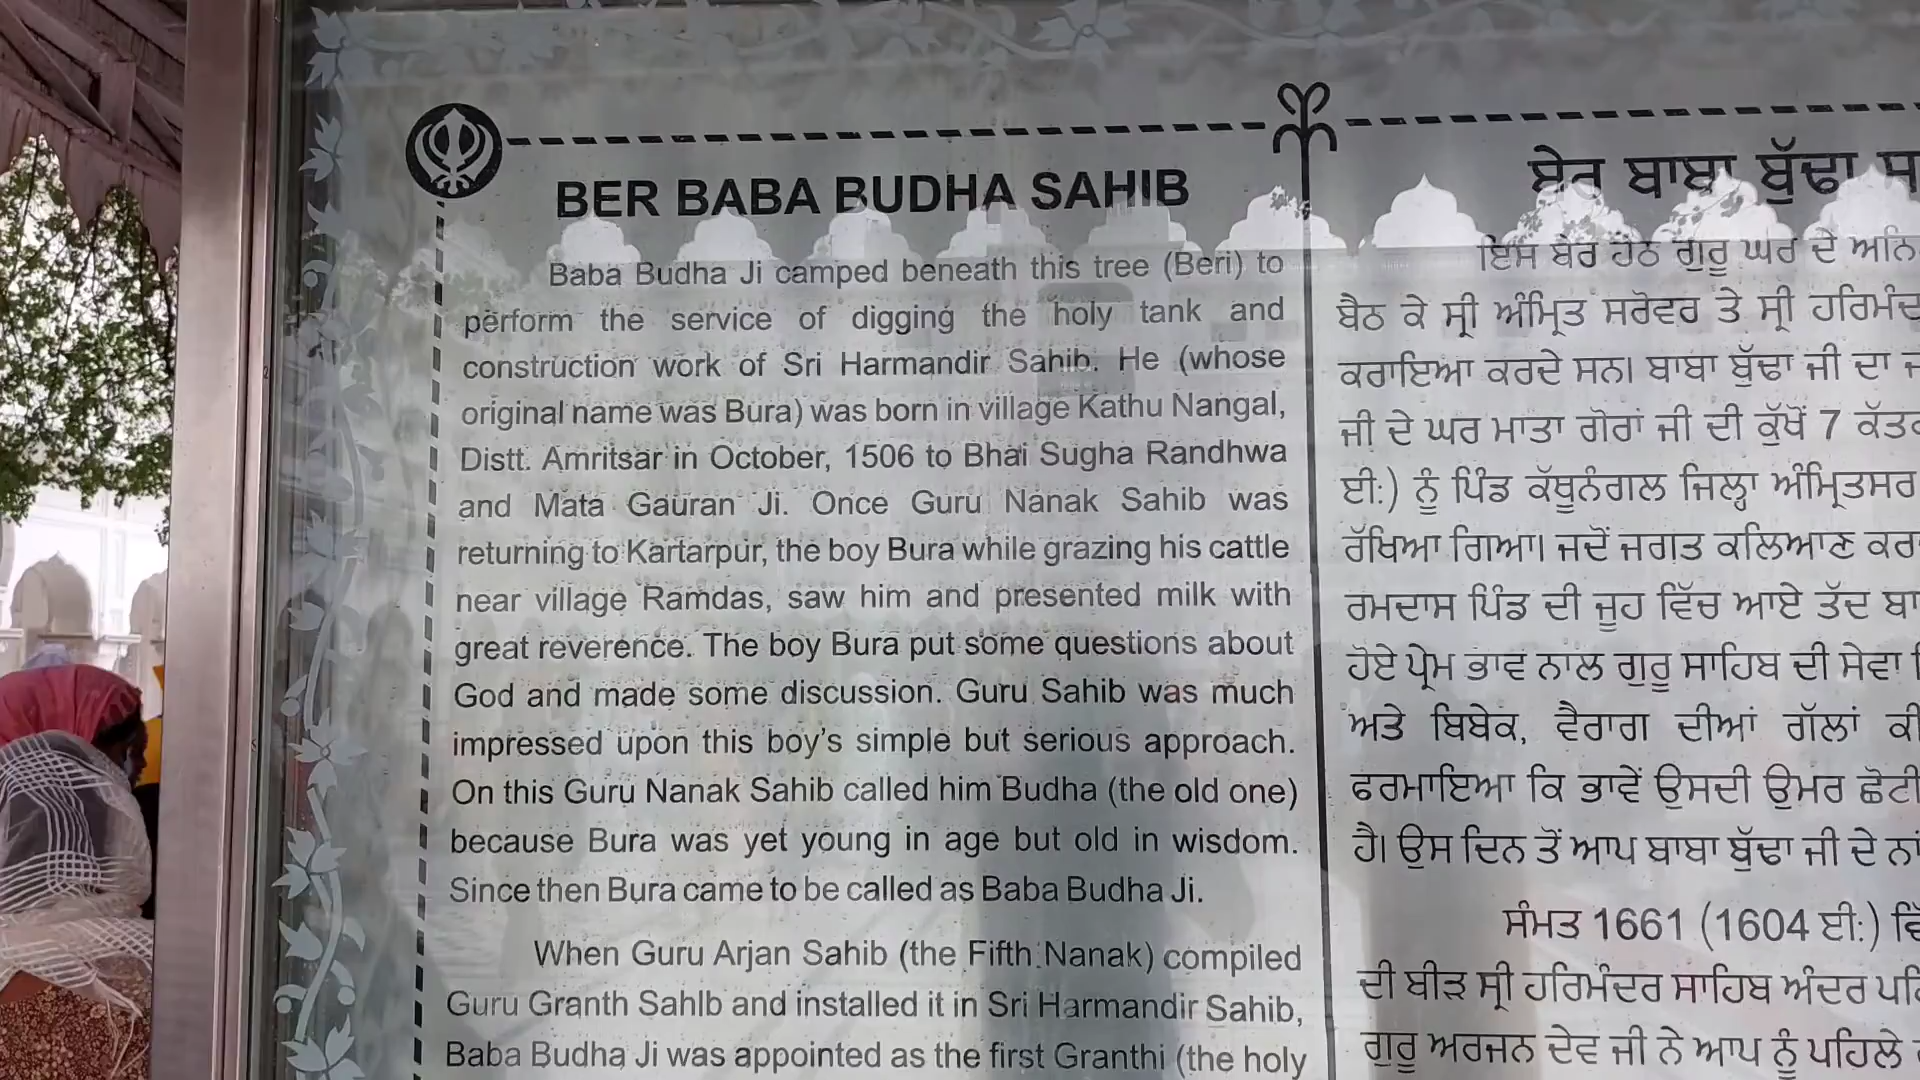 BER BABA BUDHA SAHIB
Baba Budha Ji camped beneath this tree (Beri) to
perform the service of digging the holy tank and
construction work of Sri Harmandir Sahib. He (whose
original name was Bura) was born in village Kathu Nangal,
Distt. Amritsar in October, 1506 to Bhai Sugha Randhwa
and Mata Gauran Ji. Once Guru Nanak Sahib was
returning to Kartarpur, the boy Bura while grazing his cattle
near village Ramdas, saw him and presented milk with
great reverence. The boy Bura put some questions about
God and made some discussion. Guru Sahib was much
impressed upon this boy's simple but serious approach.
On this Guru Nanak Sahib called him Budha (the old one)
because Bura was yet young in age but old in wisdom.
Since then Bura came to be called as Baba Budha Ji.
When Guru Arjan Sahib (the Fifth Nanak) compiled
Guru Granth SahIb and installed it in Sri Harmandir Sahib,
Baba Budha Ji was appointed as the first Granthi (the holy
ਬੇਰ ਬਾਬਾ ਬੁੱਢਾ
ਇਸ ਬੇਰ ਹੇਠ ਗੁਰੂ ਘਰ ਦੇ
ਬੈਠ ਕੇ ਸ੍ਰੀ ਅੰਮ੍ਰਿਤ ਸਰੋਵਰ ਤੇ ਸ੍ਰੀ
ਕਰਾਇਆ ਕਰਦੇ ਸਨ। ਬਾਬਾ ਬੁੱਢਾ ਜੀ ਦਾ
ਜੀ ਦੇ ਘਰ ਮਾਤਾ ਗੋਰਾਂ ਜੀ ਦੀ ਕੁੱਖੋਂ 7
ਈ:) ਨੂੰ ਪਿੰਡ ਕੱਥੂਨੰਗਲ ਜਿਲ੍ਹਾ ਅੰਮ੍ਰਿਤਸਰ
ਰੱਖਿਆ ਗਿਆ। ਜਦੋਂ ਜਗਤ ਕਲਿਆਣ
ਰਮਦਾਸ ਪਿੰਡ ਦੀ ਜੂਹ ਵਿੱਚ ਆਏ ਤੱਦ
ਹੋਏ ਪ੍ਰੇਮ ਭਾਵ ਨਾਲ ਗੁਰੂ ਸਾਹਿਬ ਦੀ ਸੇਵਾ
ਅਤੇ ਬਿਬੇਕ, ਵੈਰਾਗ ਦੀਆਂ ਗੱਲਾਂ
ਫਰਮਾਇਆ ਕਿ ਭਾਵੇਂ ਉਸਦੀ ਉਮਰ ਛੋਟੀ
ਹੈ। ਉਸ ਦਿਨ ਤੋਂ ਆਪ ਬਾਬਾ ਬੁੱਢਾ ਜੀ ਦੇ
ਸੰਮਤ 1661 (1604 ਈ:)
ਦੀ ਬੀੜ ਸ੍ਰੀ ਹਰਿਮੰਦਰ ਸਾਹਿਬ ਅੰਦਰ
ਗੁਰੂ ਅਰਜਨ ਦੇਵ ਜੀ ਨੇ ਆਪ ਨੂੰ ਪਹਿਲੇ